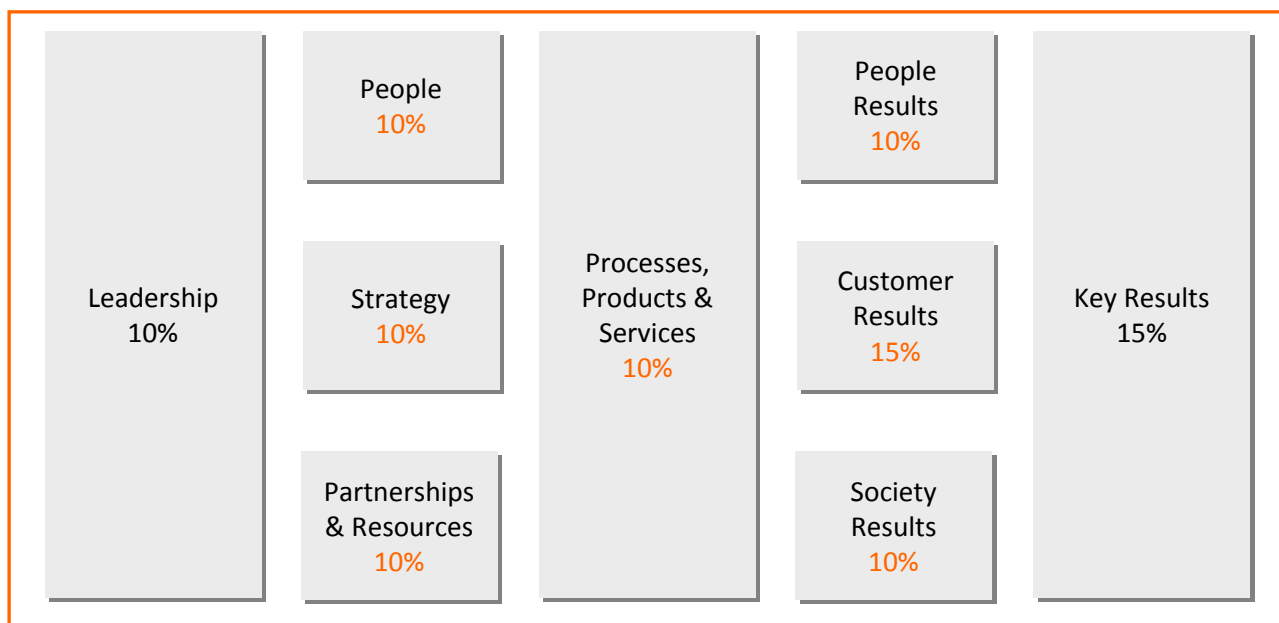 Leadership
10%
People
10%
Strategy
10%
Partnerships
& Resources
10%
Processes,
Products &
Services
10%
People
Results
10%
Customer
Results
15%
Society
Results
10%
Key Results
15%